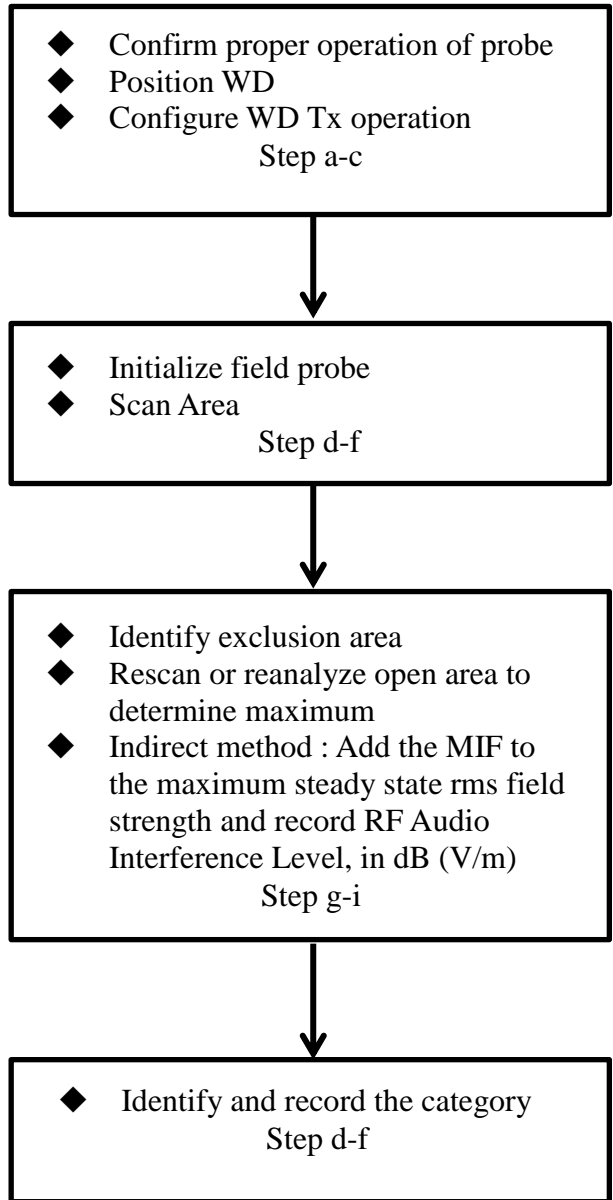 ◆ Confirm proper operation of probe
◆ Position WD
◆ Configure WD Tx operation
Step a-c
◆ Initialize field probe
◆ Scan Area
Step d-f
◆ Identify exclusion area
◆ Rescan or reanalyze open area to
determine maximum
◆ Indirect method : Add the MIF to
the maximum steady state rms field
strength and record RF Audio
Interference Level, in dB (V/m)
Step g-i
◆ Identify and record the category
Step d-f